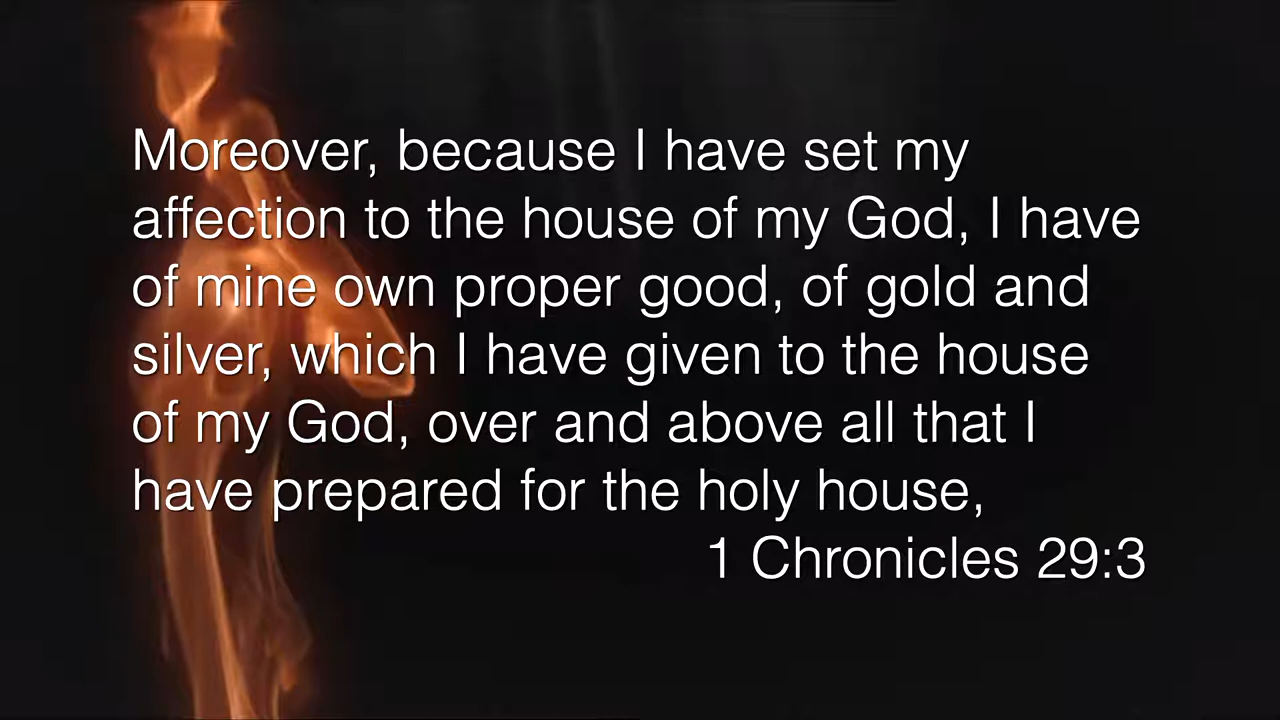 Moreover, because I have set my
affection to the house of my God, I have
of mine own proper good, of gold and
silver, which I have given to the house
of my God, over and above all that I
have prepared for the holy house,
1 Chronicles 29:3